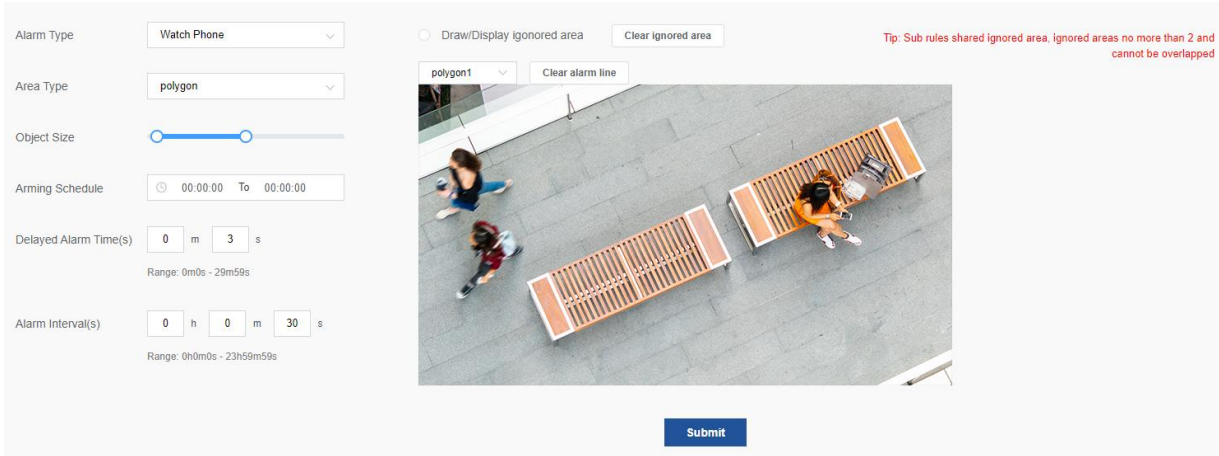 Alarm Type
Watch Phone
Draw/Display igonored area
Clear ignored area
Tip: Sub rules shared ignored area, ignored areas no more than 2 and
cannot be overlapped
polygon1
Clear alarm line
Area Type
polygon
Object Size
Arming Schedule
00:00:00 To 00:00:00
Delayed Alarm Time(s)
0 m 3 s
Range: 0m0s - 29m59s
Alarm Interval(s)
0 h 0 m 30 s
Range: 0h0m0s - 23h59m59s
Submit